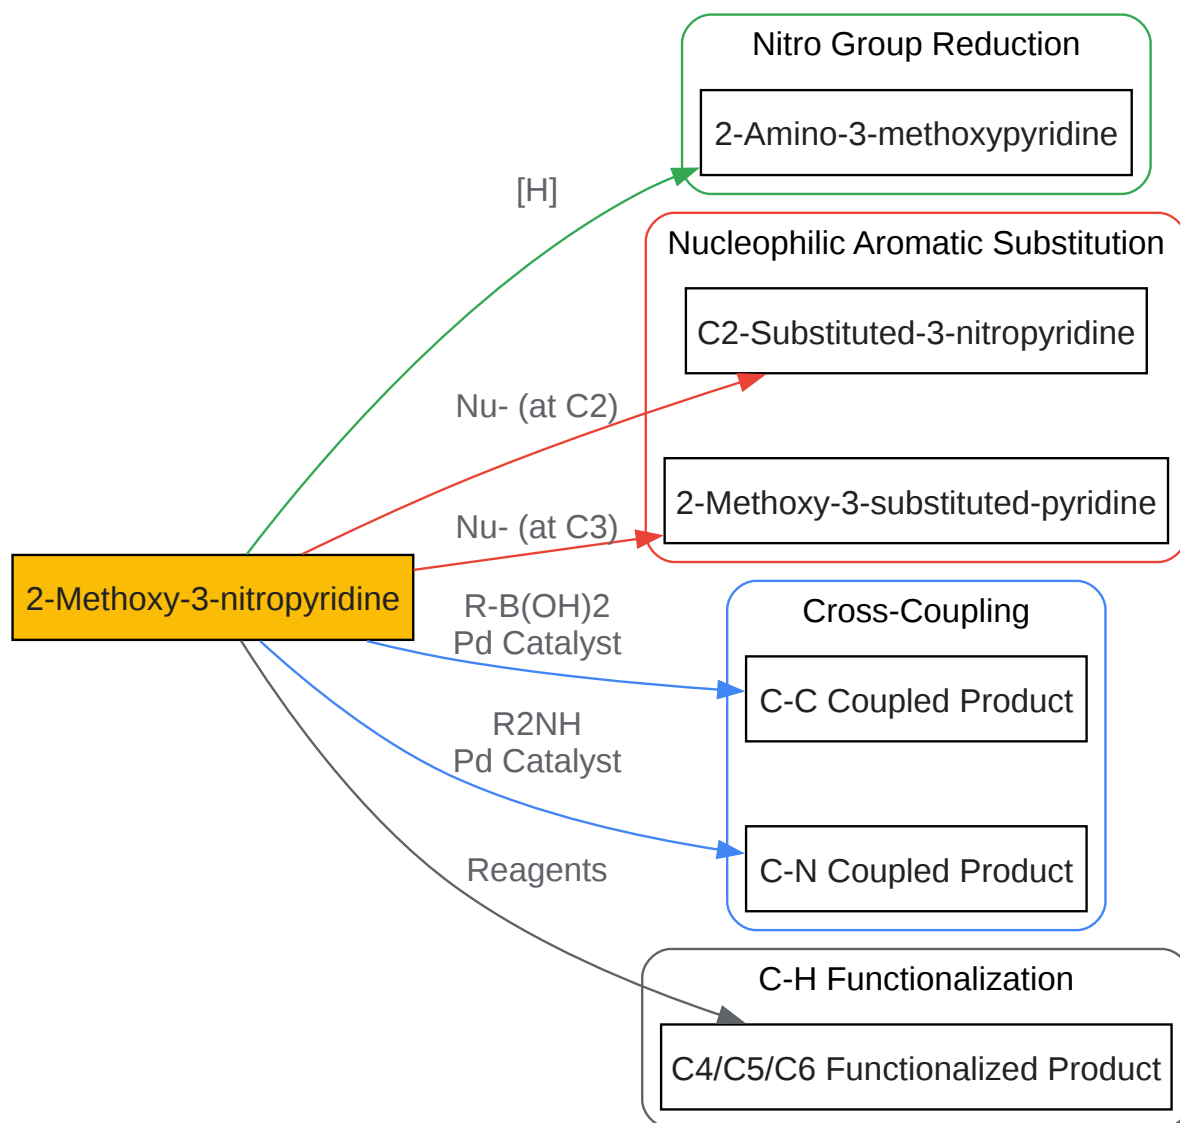 Nitro Group Reduction
2-Amino-3-methoxypyridine
[H]
Nucleophilic Aromatic Substitution
C2-Substituted-3-nitropyridine
Nu- (at C2)
2-Methoxy-3-substituted-pyridine
Nu- (at C3)
2-Methoxy-3-nitropyridine
R-B(OH)2
Pd Catalyst
Cross-Coupling
C-C Coupled Product
R2NH
Pd Catalyst
C-N Coupled Product
Reagents
C-H Functionalization
C4/C5/C6 Functionalized Product